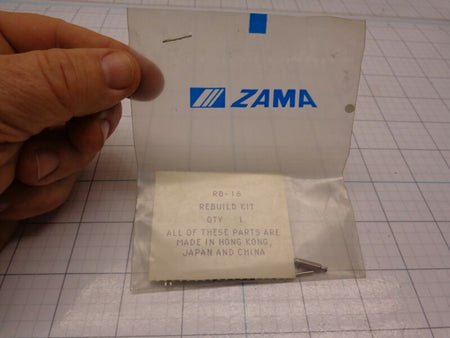 ZAMA
RB-16
REBUILD KIT
QTY 1
ALL OF THESE PARTS ARE
MADE IN HONG KONG,
JAPAN AND CHINA